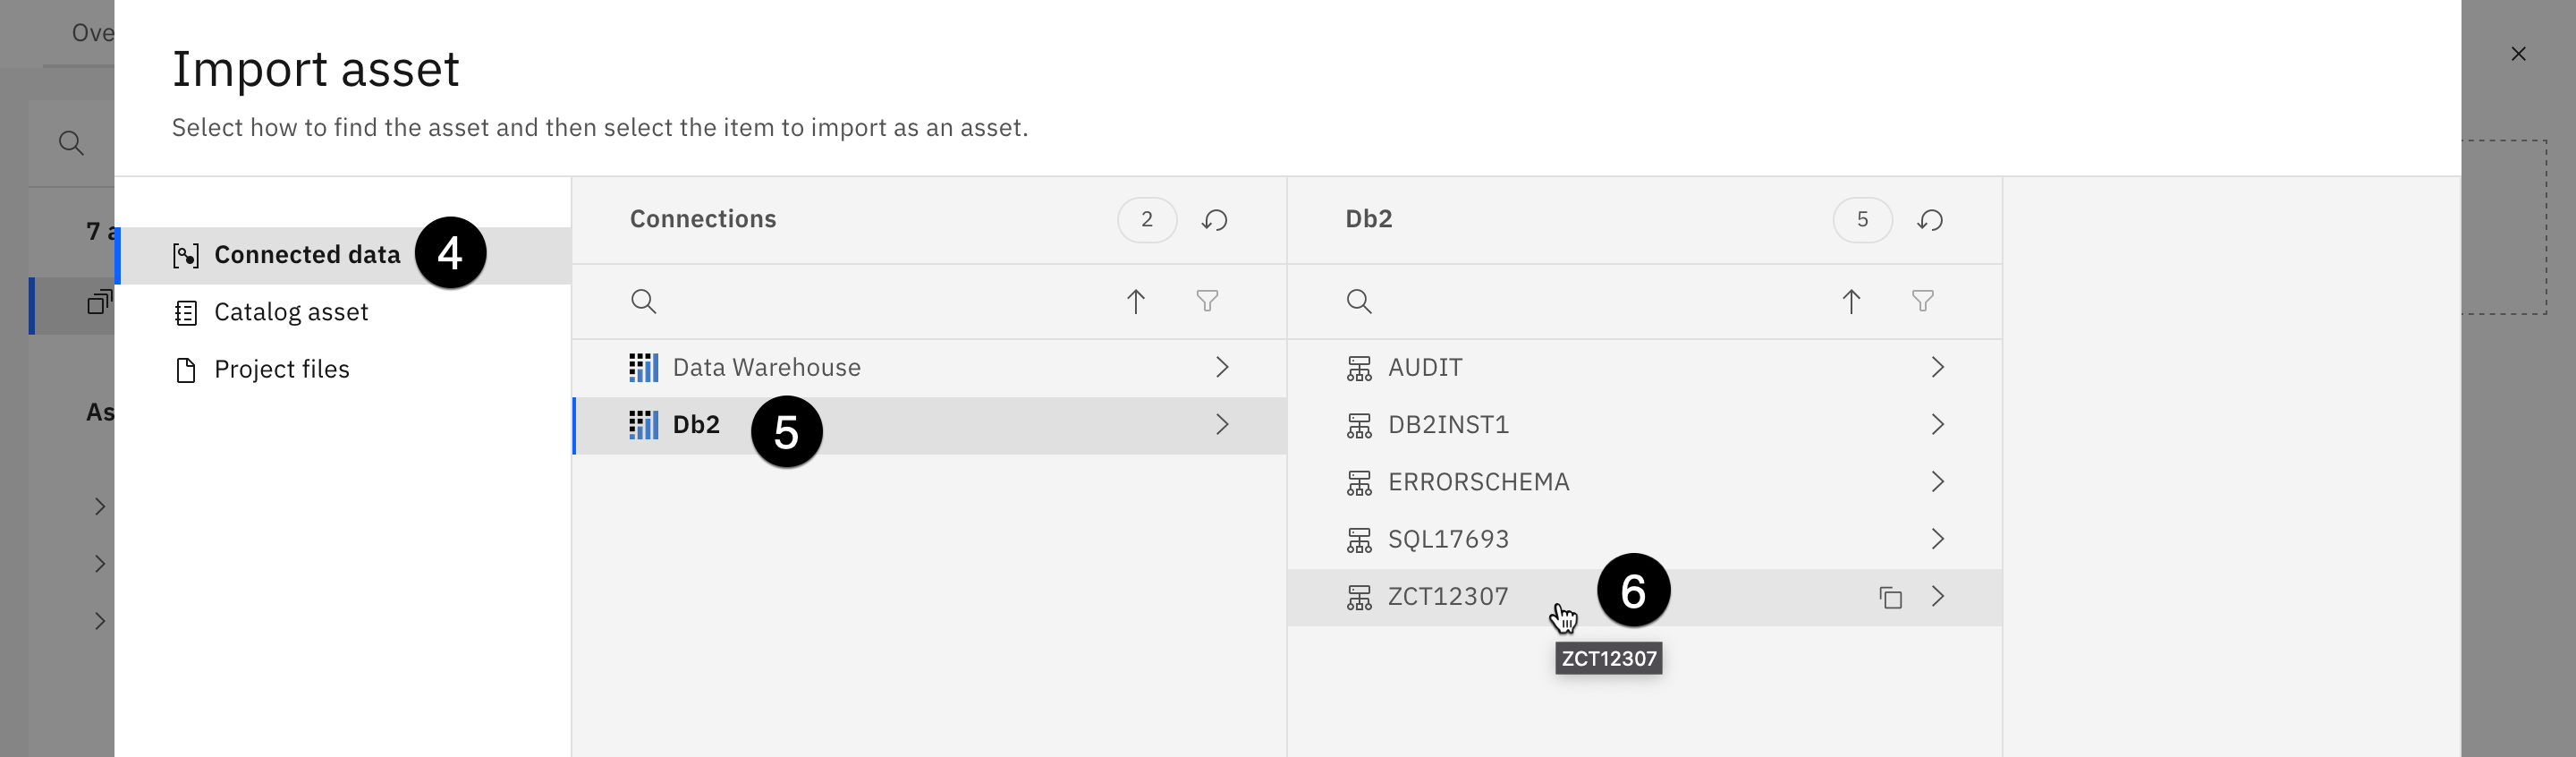 Ove
Import asset
Select how to find the asset and then select the item to import as an asset.
7 a
As
Connected data 4
Catalog asset
Project files
Connections 2
Data Warehouse
Db2 5
Db2 5
AUDIT
DB2INST1
ERRORSCHEMA
SQL17693
ZCT12307 6
ZCT12307